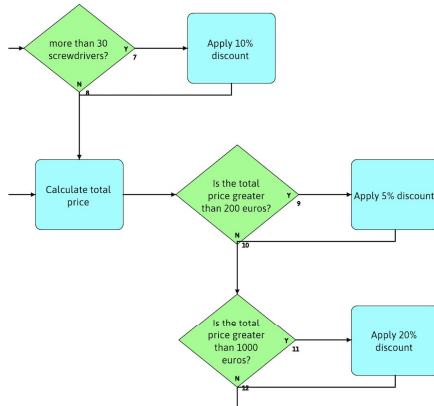 more than 30
screwdrivers?
Y
7
N
8
Apply 10%
discount
Calculate total
price
Is the total
price greater
than 200 euros?
Y
9
N
10
Apply 5% discount
Is the total
price greater
than 1000
euros?
Y
11
N
12
Apply 20%
discount